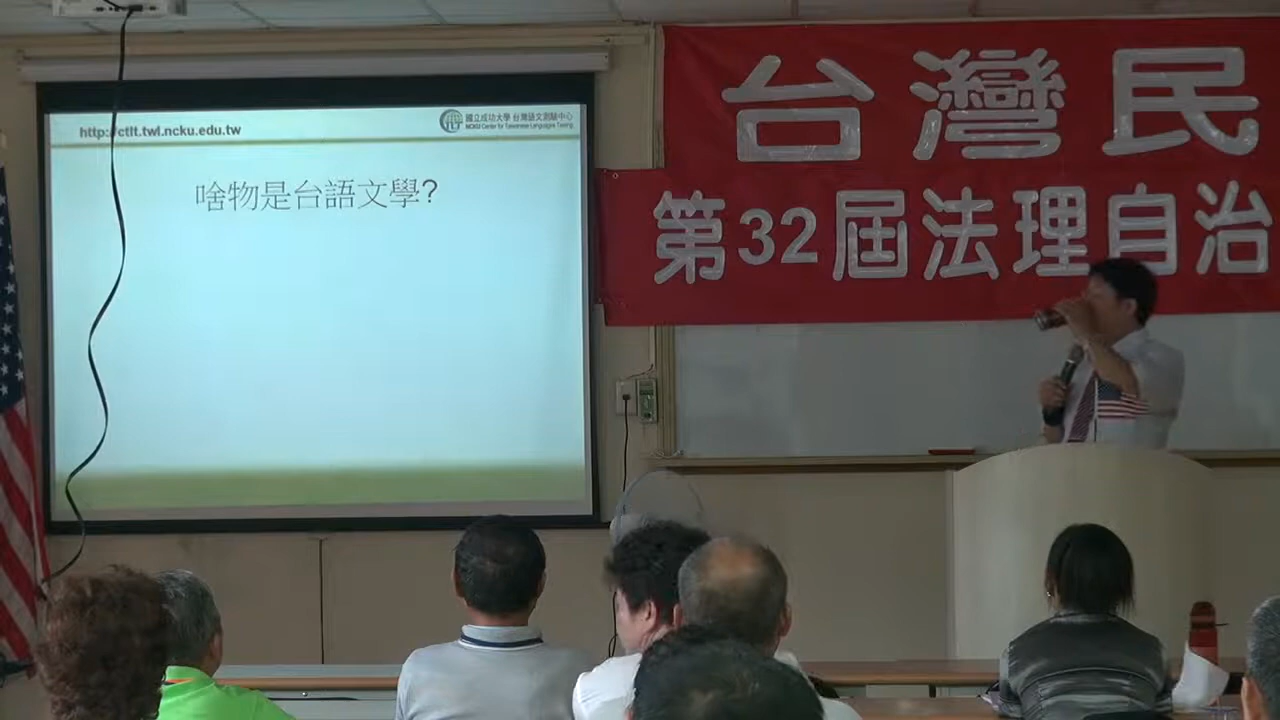 http://ctlt.twl.ncku.edu.tw
國立成功大學 台灣語文測驗中心
NCKU Center for Taiwanese Languages Testing
啥物是台語文學?
台灣民
第32屆法理自治